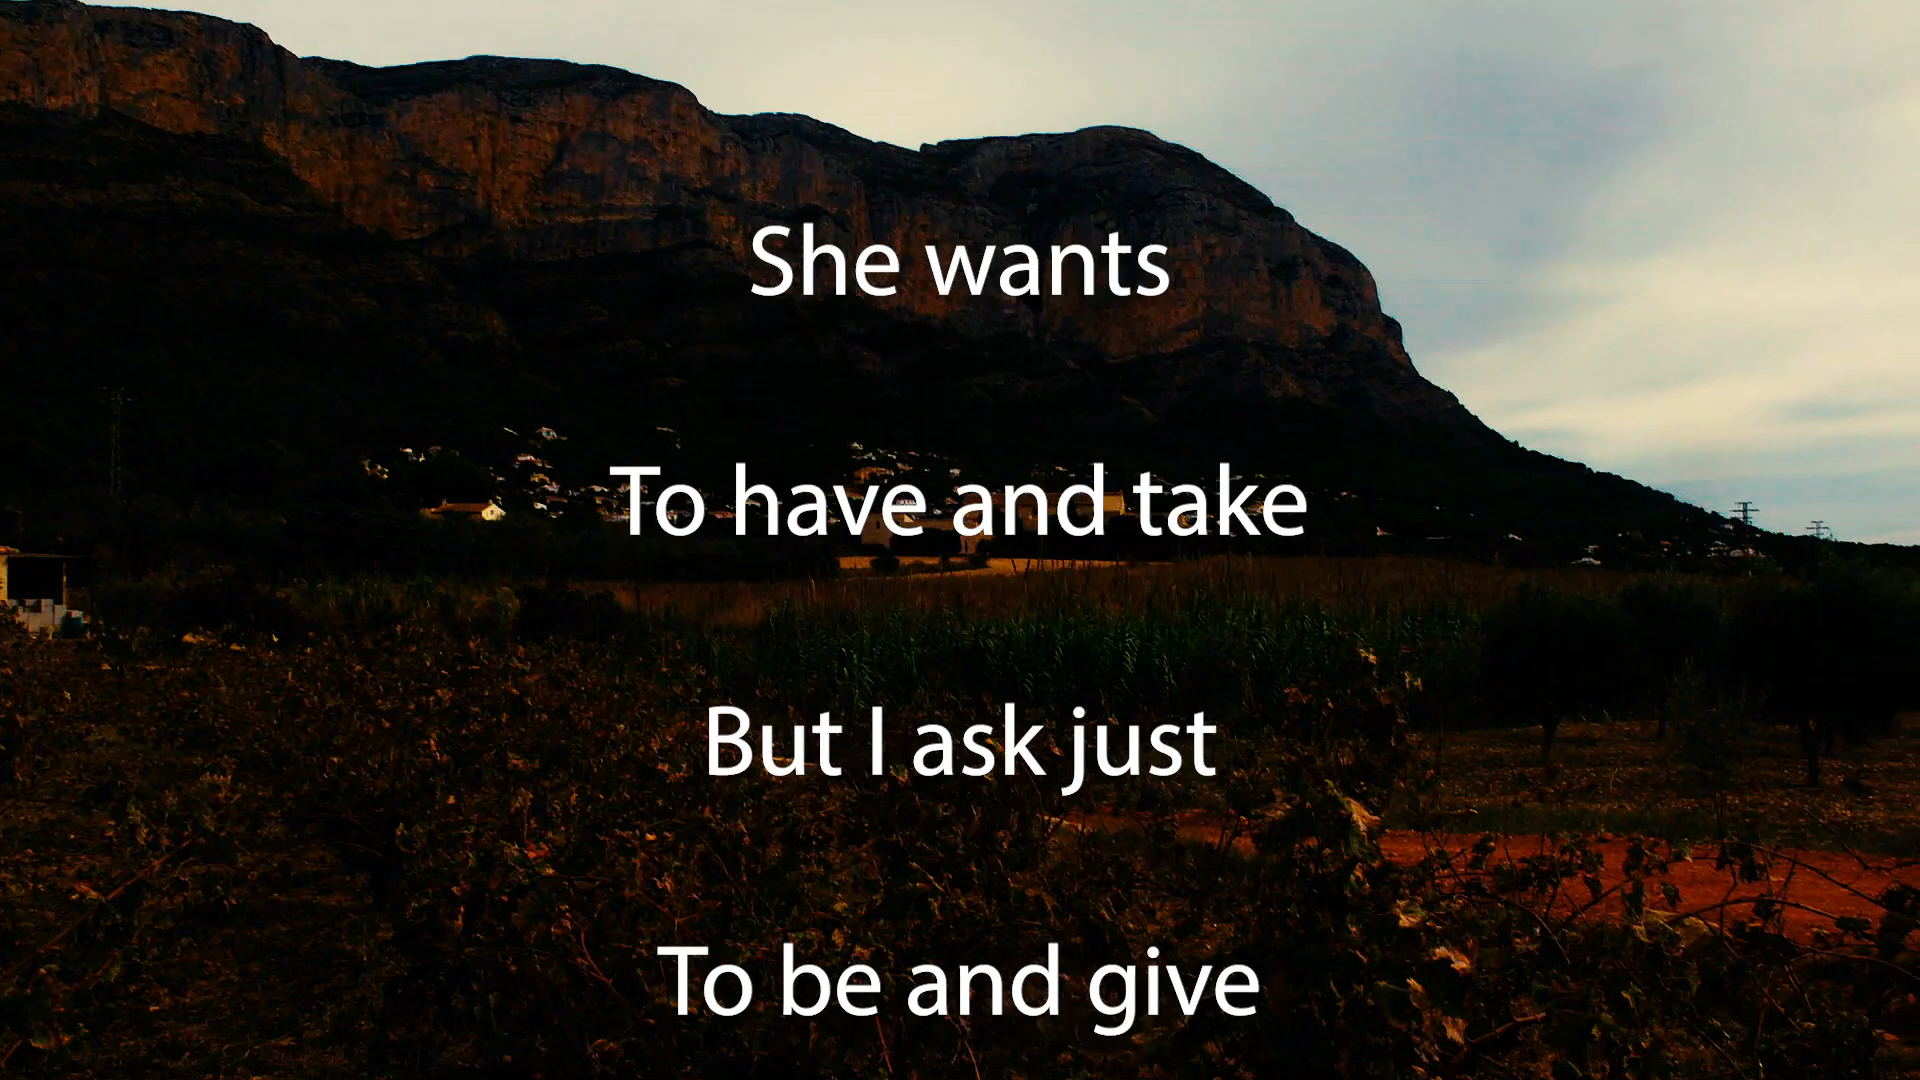 She wants
To have and take
But I ask just
To be and give